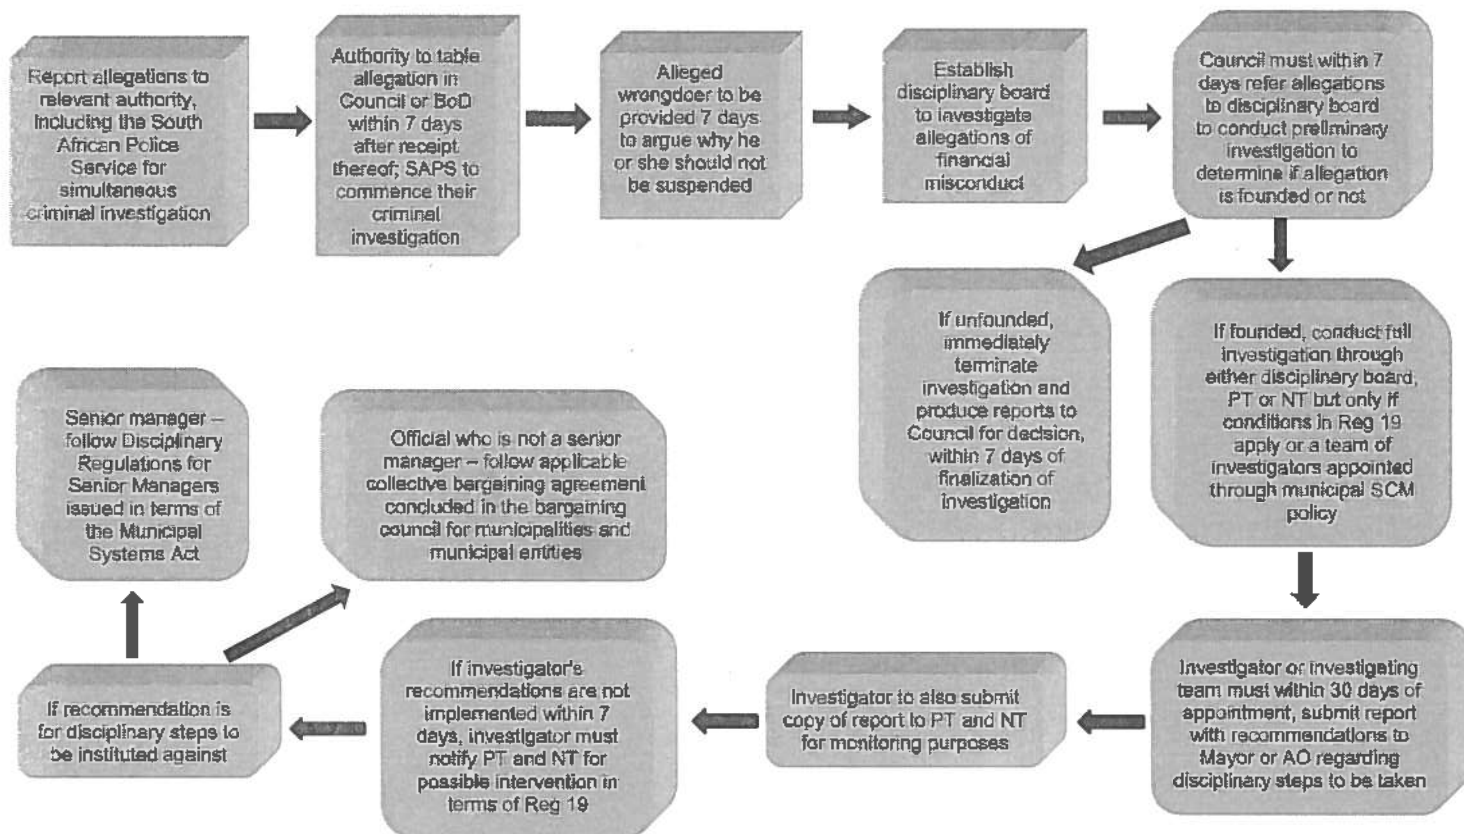 Report allegations to
relevant authority,
including the South
African Police
Service for
simultaneous
criminal investigation
Authority to table
allegation in
Council or BoD
within 7 days
after receipt
thereof; SAPS to
commence their
criminal
investigation
Alleged
wrongdoer to be
provided 7 days
to argue why he
or she should not
be suspended
Establish
disciplinary board
to investigate
allegations of
financial
misconduct
Council must within 7
days refer allegations
to disciplinary board
to conduct preliminary
investigation to
determine if allegation
is founded or not
If unfounded,
immediately
terminate
investigation and
produce reports to
Council for decision,
within 7 days of
finalization of
investigation
If founded, conduct full
investigation through
either disciplinary board,
PT or NT but only if
conditions in Reg 19
apply or a team of
investigators appointed
through municipal SCM
policy
Investigator or investigating
team must within 30 days of
appointment, submit report
with recommendations to
Mayor or AO regarding
disciplinary steps to be taken
Investigator to also submit
copy of report to PT and NT
for monitoring purposes
If investigator's
recommendations are not
implemented within 7
days, investigator must
notify PT and NT for
possible intervention in
terms of Reg 19
If recommendation is
for disciplinary steps to
be instituted against
Senior manager –
follow Disciplinary
Regulations for
Senior Managers
issued in terms of
the Municipal
Systems Act
Official who is not a senior
manager – follow applicable
collective bargaining agreement
concluded in the bargaining
council for municipalities and
municipal entities